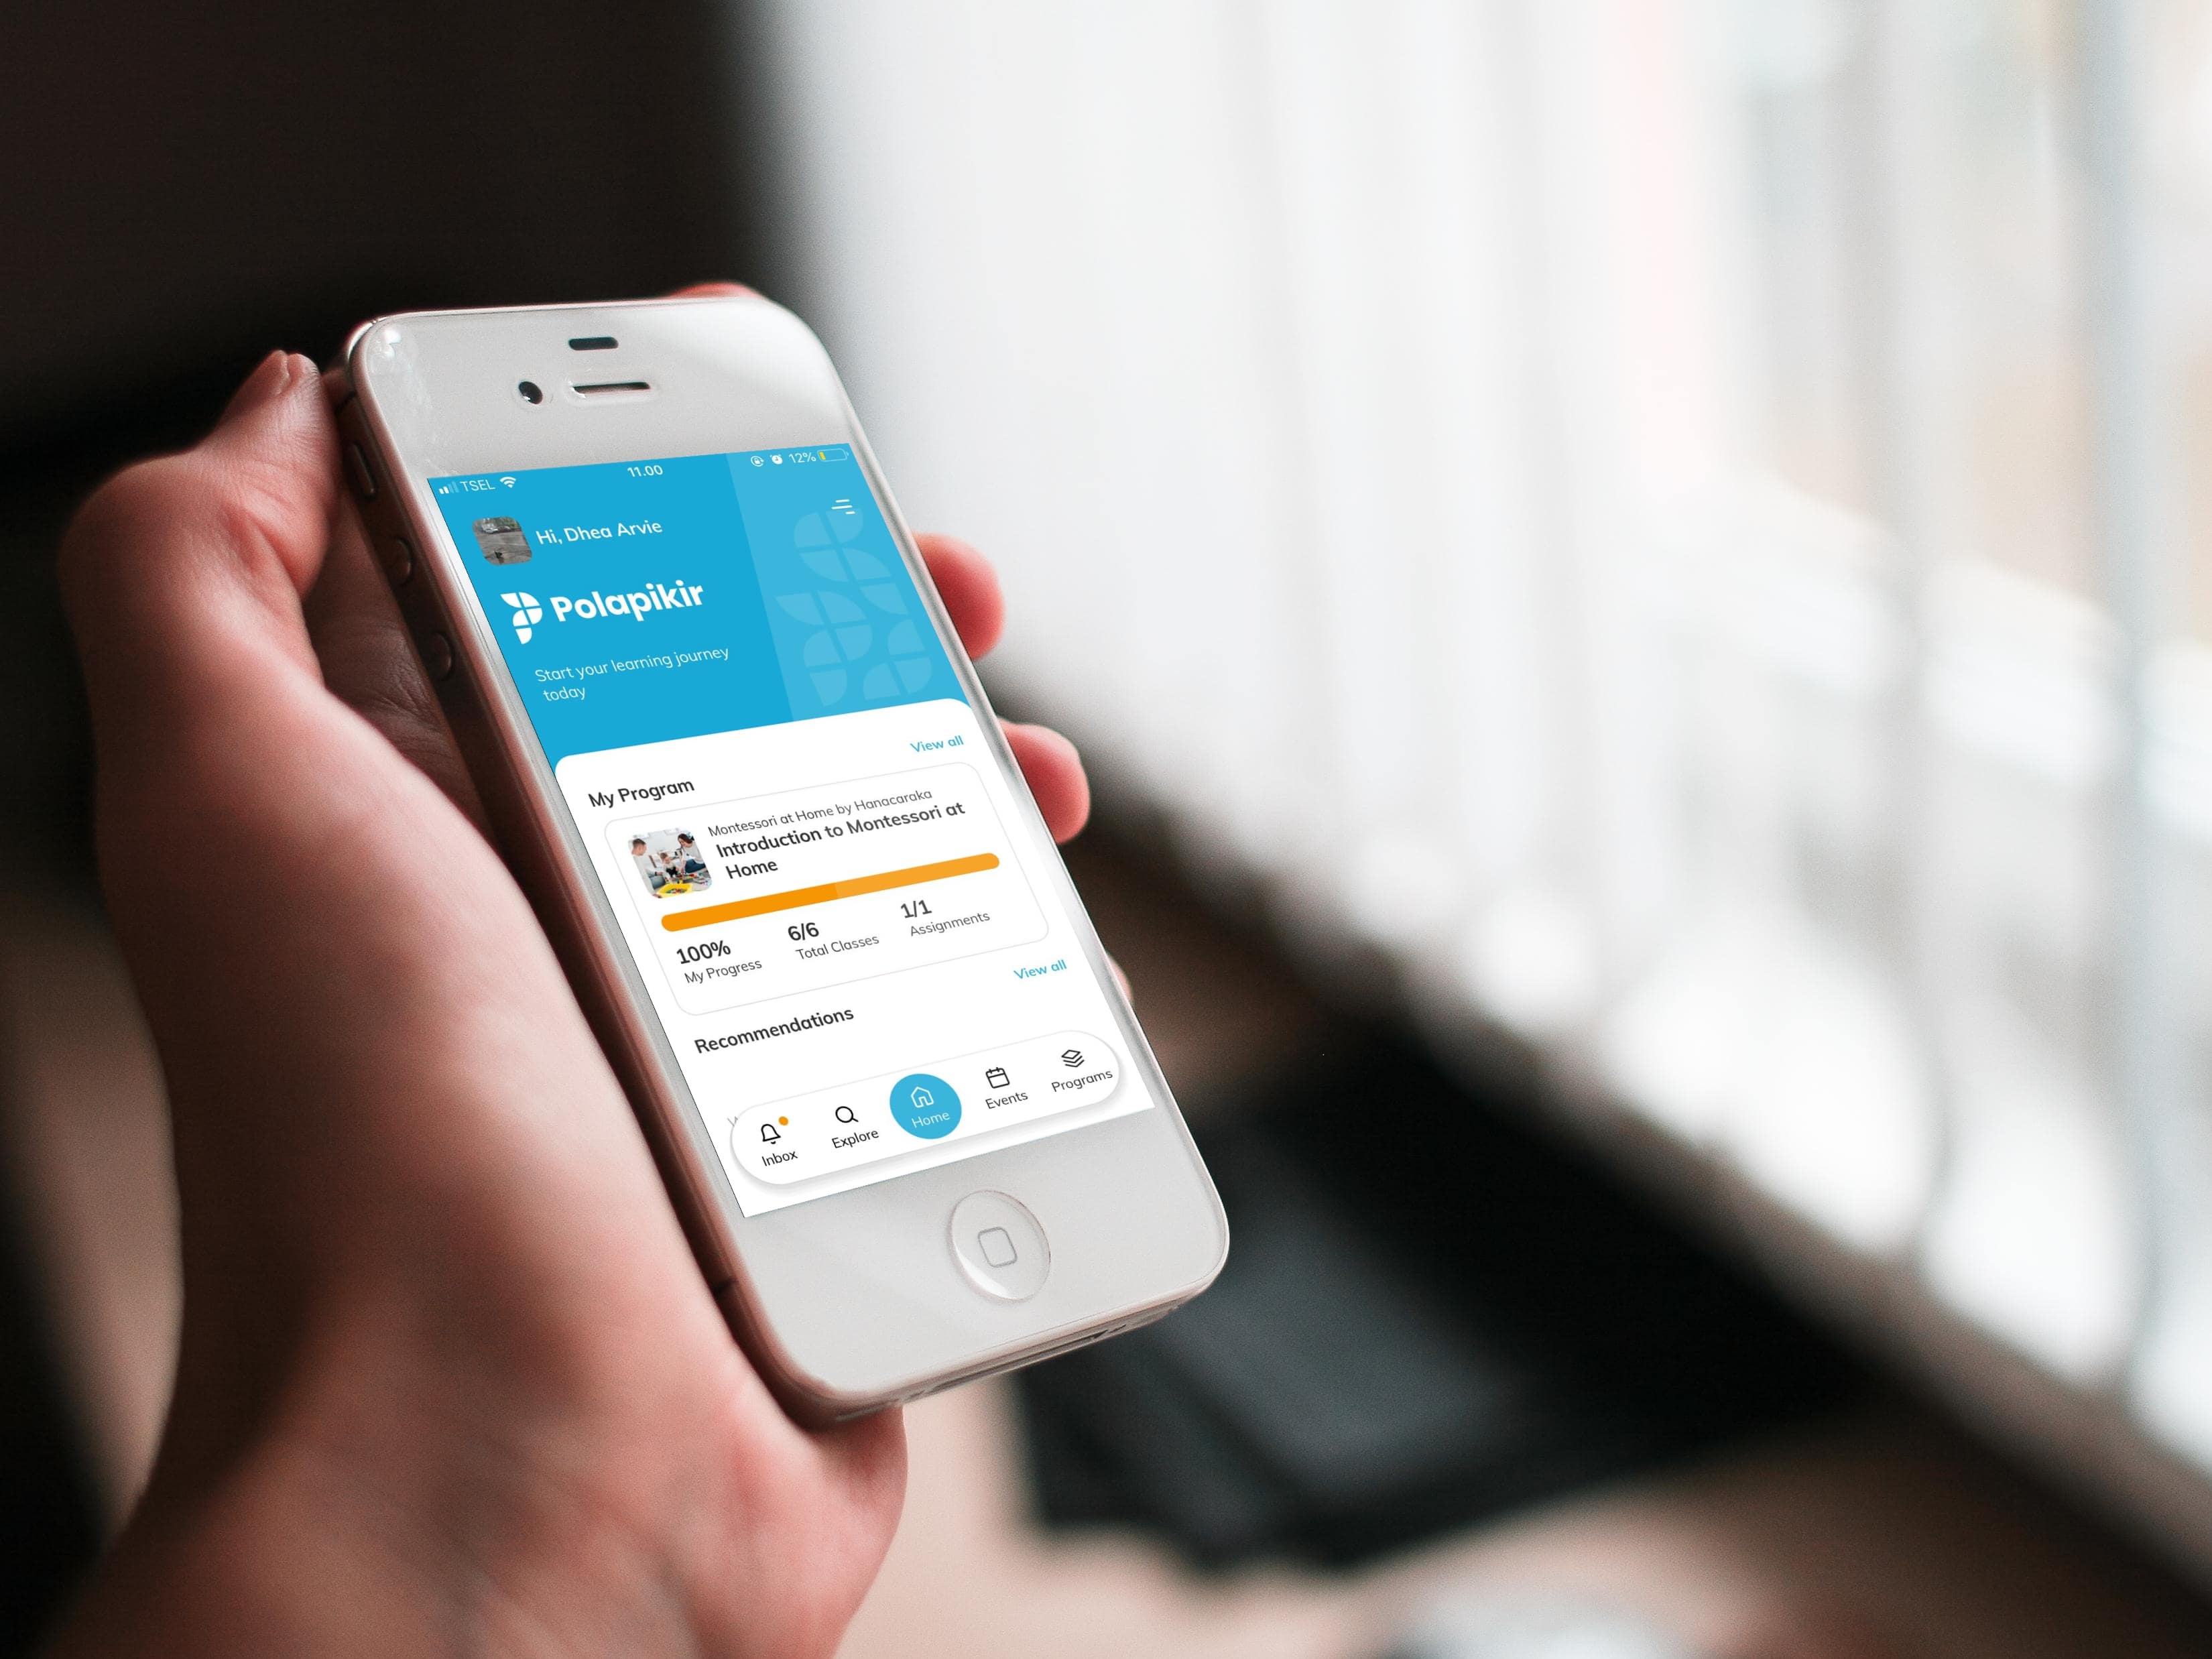 TSEL
11.00
12%
Hi, Dhea Arvie
Polapikir
Start your learning journey
today
View all
My Program
Montessori at Home by Hanacaraka
Introduction to Montessori at
Home
100%
My Progress
6/6
Total Classes
1/1
Assignments
View all
Recommendations
Inbox
Explore
Home
Events
Programs